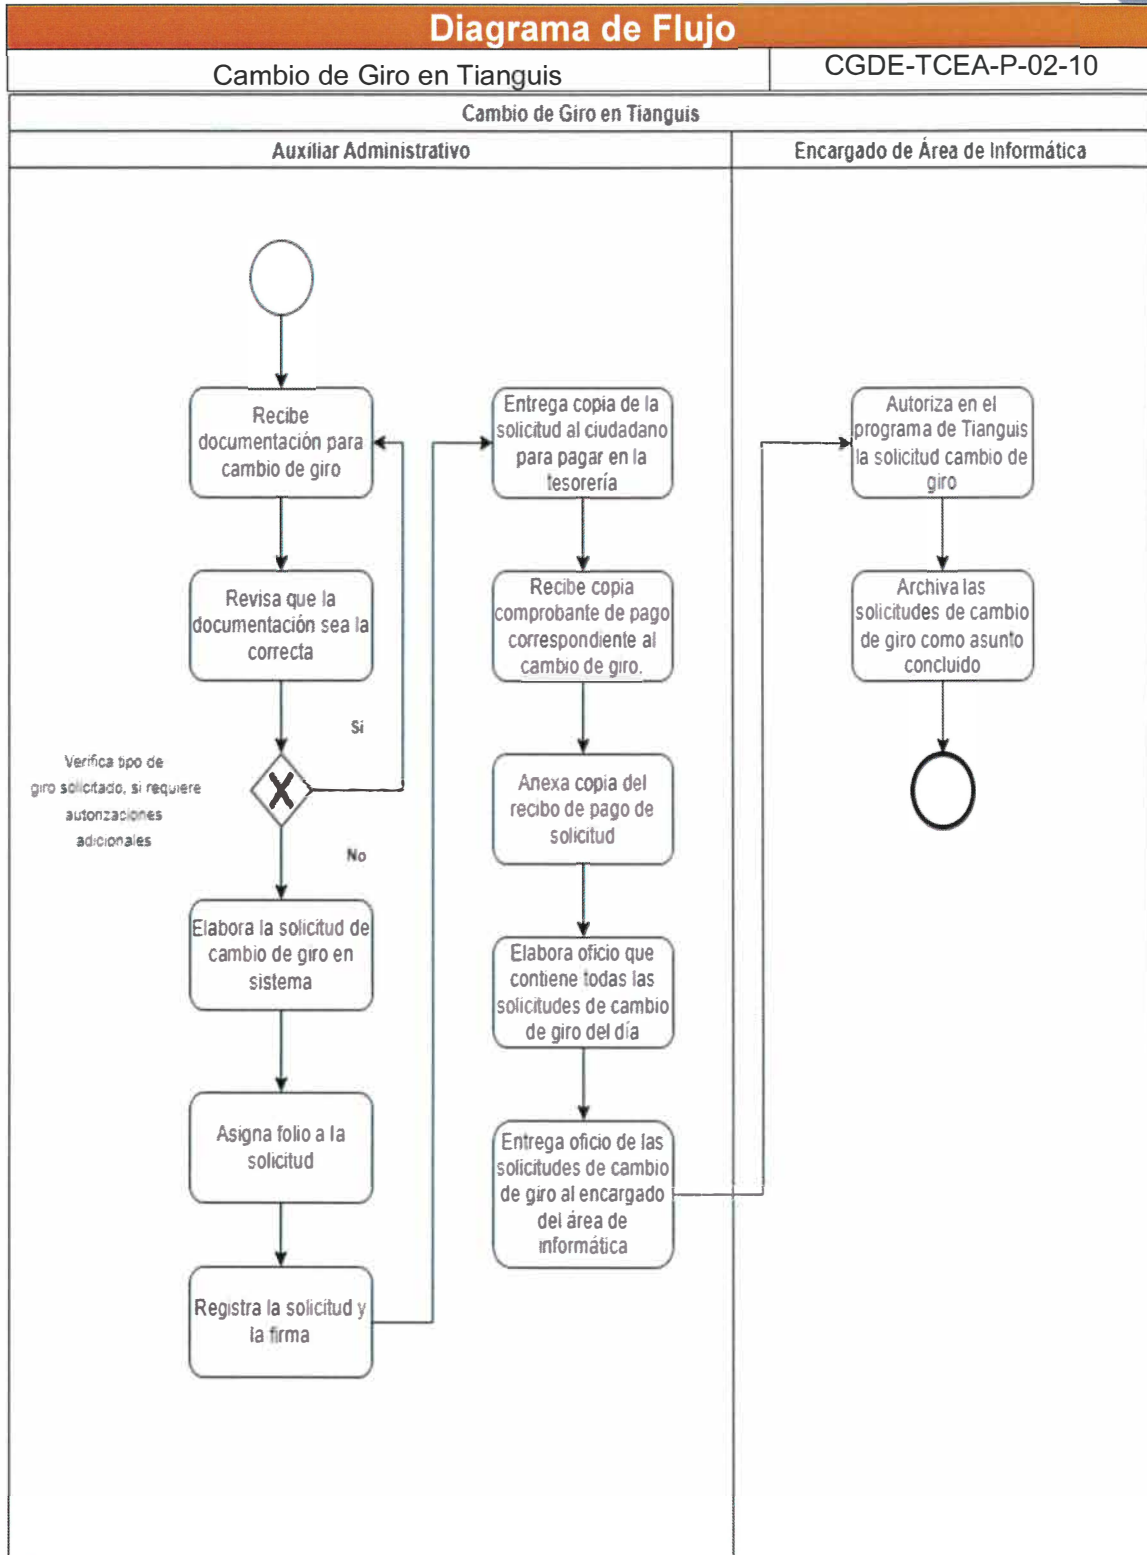 Diagrama de Flujo
Cambio de Giro en Tianguis
CGDE-TCEA-P-02-10
Cambio de Giro en Tianguis
Auxiliar Administrativo
Encargado de Área de Informática
Recibe
documentación para
cambio de giro
Revisa que la
documentación sea la
correcta
Si
Verifica tipo de
giro solicitado, si requiere
autorizaciones
adicionales
No
Elabora la solicitud de
cambio de giro en
sistema
Asigna folio a la
solicitud
Registra la solicitud y
la firma
Entrega copia de la
solicitud al ciudadano
para pagar en la
tesorería
Recibe copia
comprobante de pago
correspondiente al
cambio de giro.
Anexa copia del
recibo de pago de
solicitud
Elabora oficio que
contiene todas las
solicitudes de cambio
de giro del día
Entrega oficio de las
solicitudes de cambio
de giro al encargado
del área de
informática
Autoriza en el
programa de Tianguis
la solicitud cambio de
giro
Archiva las
solicitudes de cambio
de giro como asunto
concluido